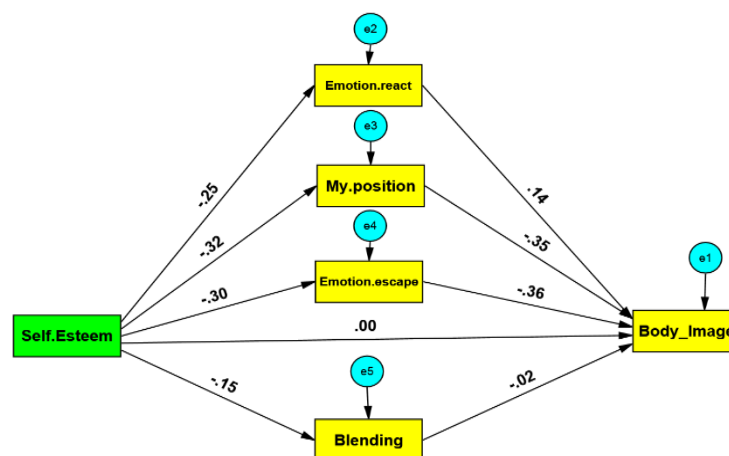 e2
Emotion.react
e3
-.25
.14
My.position
-.32
e4
-.35
e1
Emotion.escape
-.30
-.36
Self.Esteem
.00
Body_Image
e5
-.15
-.02
Blending